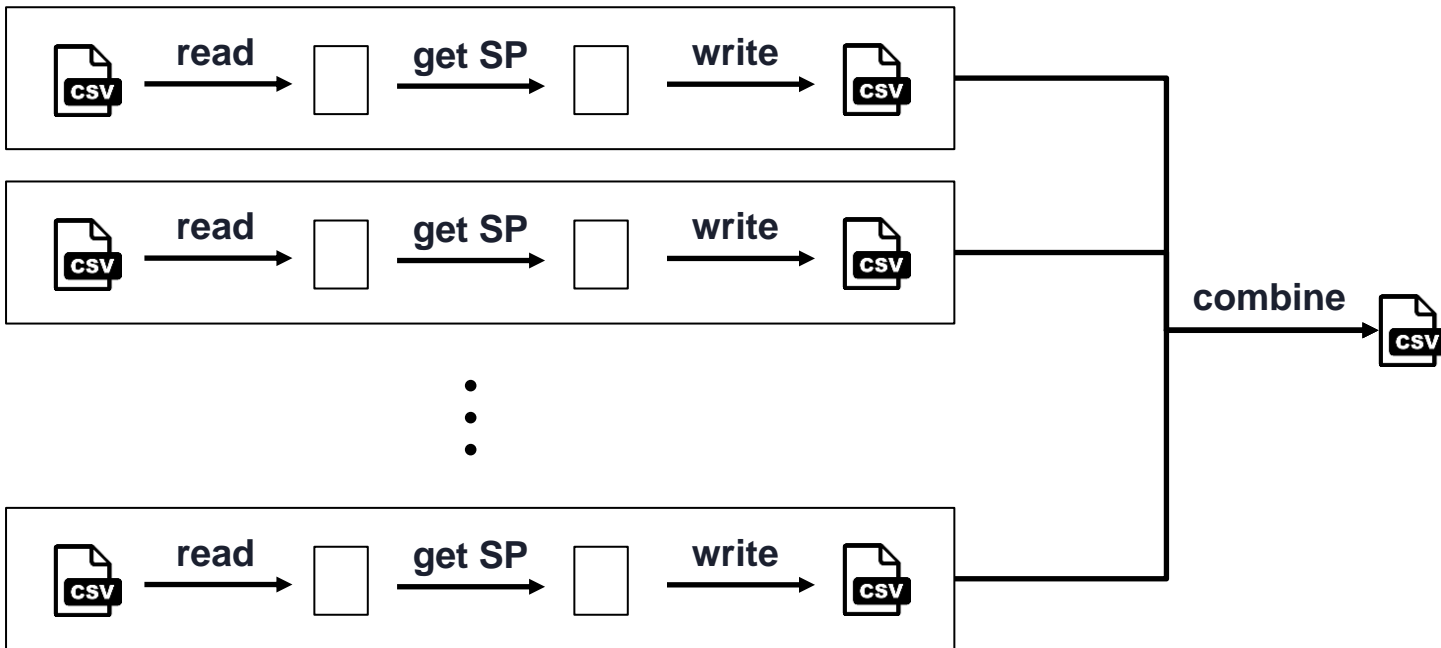 read get SP write
CSV CSV
read get SP write
CSV CSV
combine
CSV
read get SP write
CSV CSV